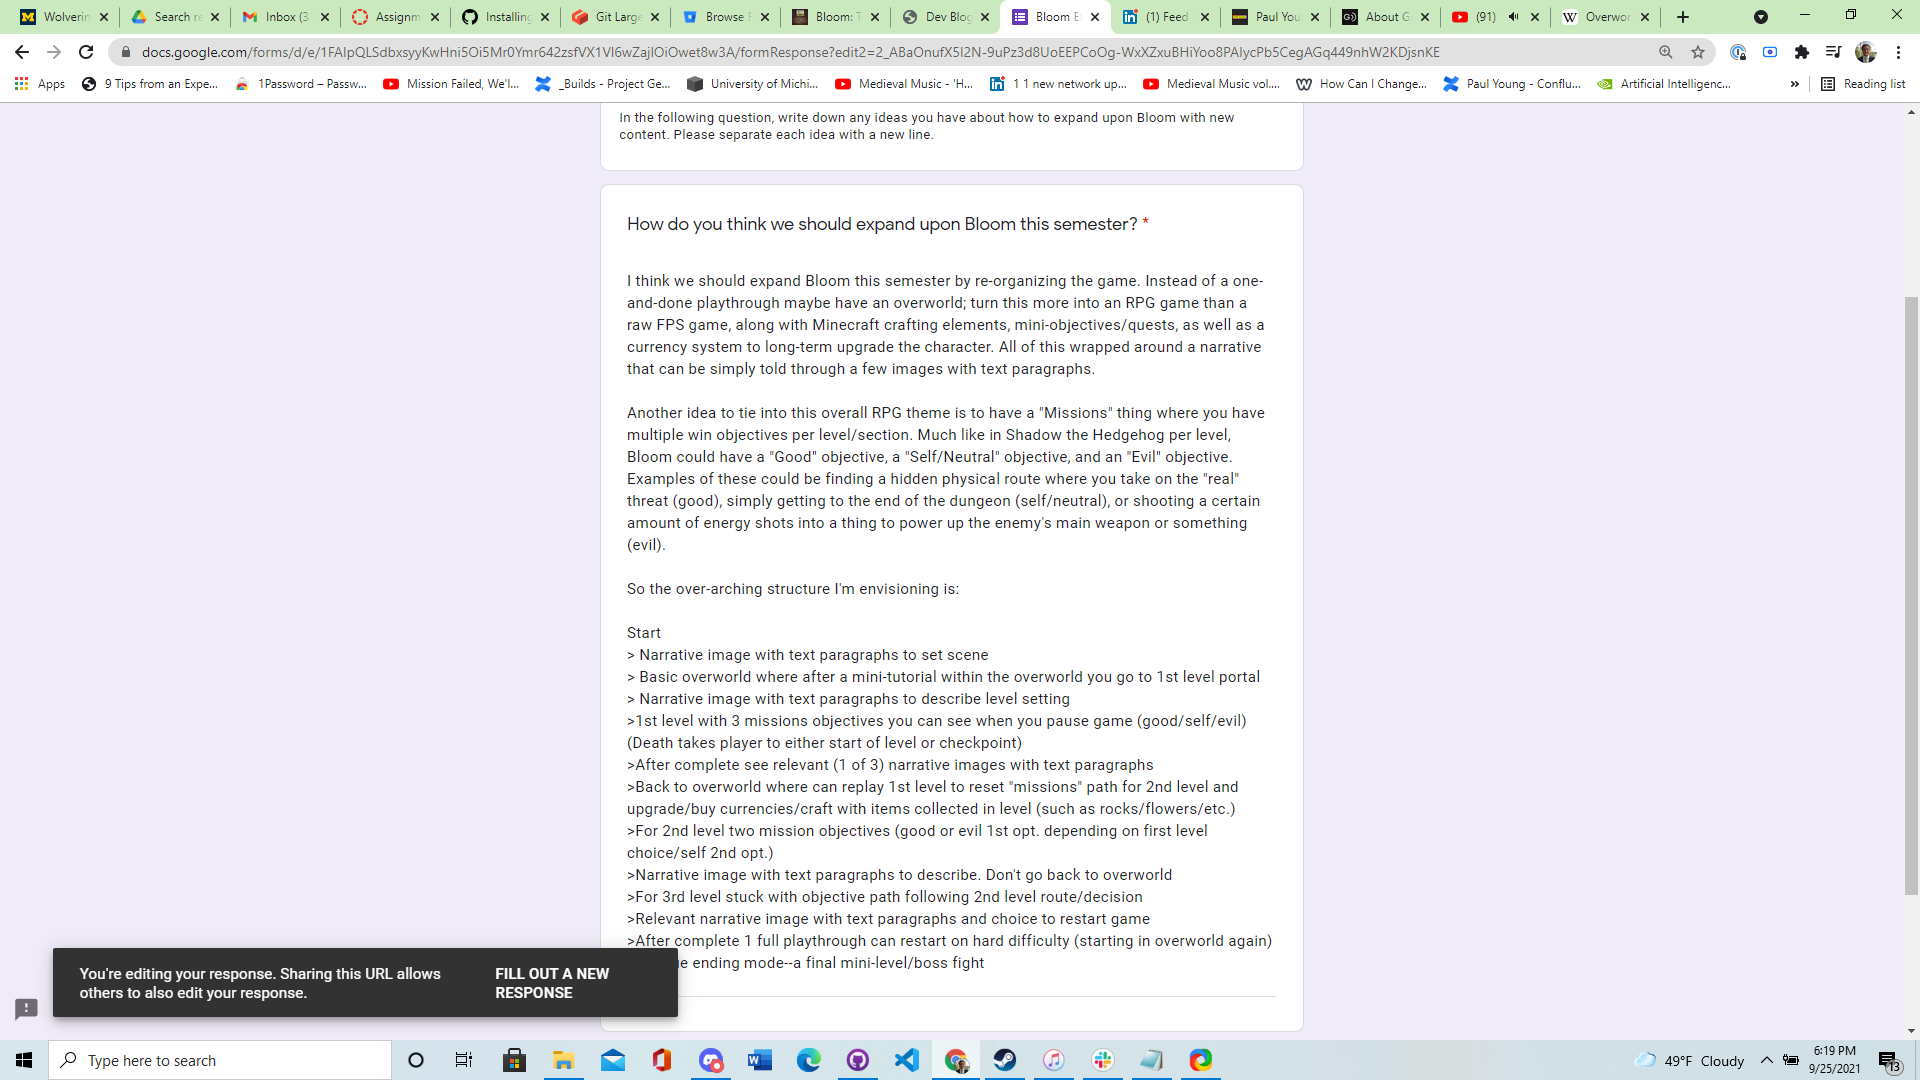 Wolverin
Search re
Inbox (3
Assignm
Installing
Git Large
Browse F
Bloom: T
Dev Blog
Bloom E
(1) Feed
Paul You
About G
(91)
Overwor
docs.google.com/forms/d/e/1FAIpQLSdbxsyyKwHni5Oi5Mr0Ymr642zsfVX1Vl6wZajIOiOwet8w3A/formResponse?edit2=2_ABaOnufX5I2N-9uPz3d8UoEEPCoOg-WxXZxuBHiYoo8PAIycPb5CegAGq449nhW2KDjsnKE
Apps
9 Tips from an Expe...
1Password – Passw...
Mission Failed, We'l...
_Builds - Project Ge...
University of Michi...
Medieval Music - 'H...
1 1 new network up...
Medieval Music vol....
How Can I Change...
Paul Young - Conflu...
Artificial Intelligenc...
»
Reading list
In the following question, write down any ideas you have about how to expand upon Bloom with new
content. Please separate each idea with a new line.
How do you think we should expand upon Bloom this semester? *
I think we should expand Bloom this semester by re-organizing the game. Instead of a one-
and-done playthrough maybe have an overworld; turn this more into an RPG game than a
raw FPS game, along with Minecraft crafting elements, mini-objectives/quests, as well as a
currency system to long-term upgrade the character. All of this wrapped around a narrative
that can be simply told through a few images with text paragraphs.
Another idea to tie into this overall RPG theme is to have a "Missions" thing where you have
multiple win objectives per level/section. Much like in Shadow the Hedgehog per level,
Bloom could have a "Good" objective, a "Self/Neutral" objective, and an "Evil" objective.
Examples of these could be finding a hidden physical route where you take on the "real"
threat (good), simply getting to the end of the dungeon (self/neutral), or shooting a certain
amount of energy shots into a thing to power up the enemy's main weapon or something
(evil).
So the over-arching structure I'm envisioning is:
Start
> Narrative image with text paragraphs to set scene
> Basic overworld where after a mini-tutorial within the overworld you go to 1st level portal
> Narrative image with text paragraphs to describe level setting
>1st level with 3 missions objectives you can see when you pause game (good/self/evil)
(Death takes player to either start of level or checkpoint)
>After complete see relevant (1 of 3) narrative images with text paragraphs
>Back to overworld where can replay 1st level to reset "missions" path for 2nd level and
upgrade/buy currencies/craft with items collected in level (such as rocks/flowers/etc.)
>For 2nd level two mission objectives (good or evil 1st opt. depending on first level
choice/self 2nd opt.)
>Narrative image with text paragraphs to describe. Don't go back to overworld
>For 3rd level stuck with objective path following 2nd level route/decision
>Relevant narrative image with text paragraphs and choice to restart game
>After complete 1 full playthrough can restart on hard difficulty (starting in overworld again)
ending mode--a final mini-level/boss fight
You're editing your response. Sharing this URL allows
others to also edit your response.
FILL OUT A NEW
RESPONSE
Type here to search
49°F Cloudy
6:19 PM
9/25/2021
13